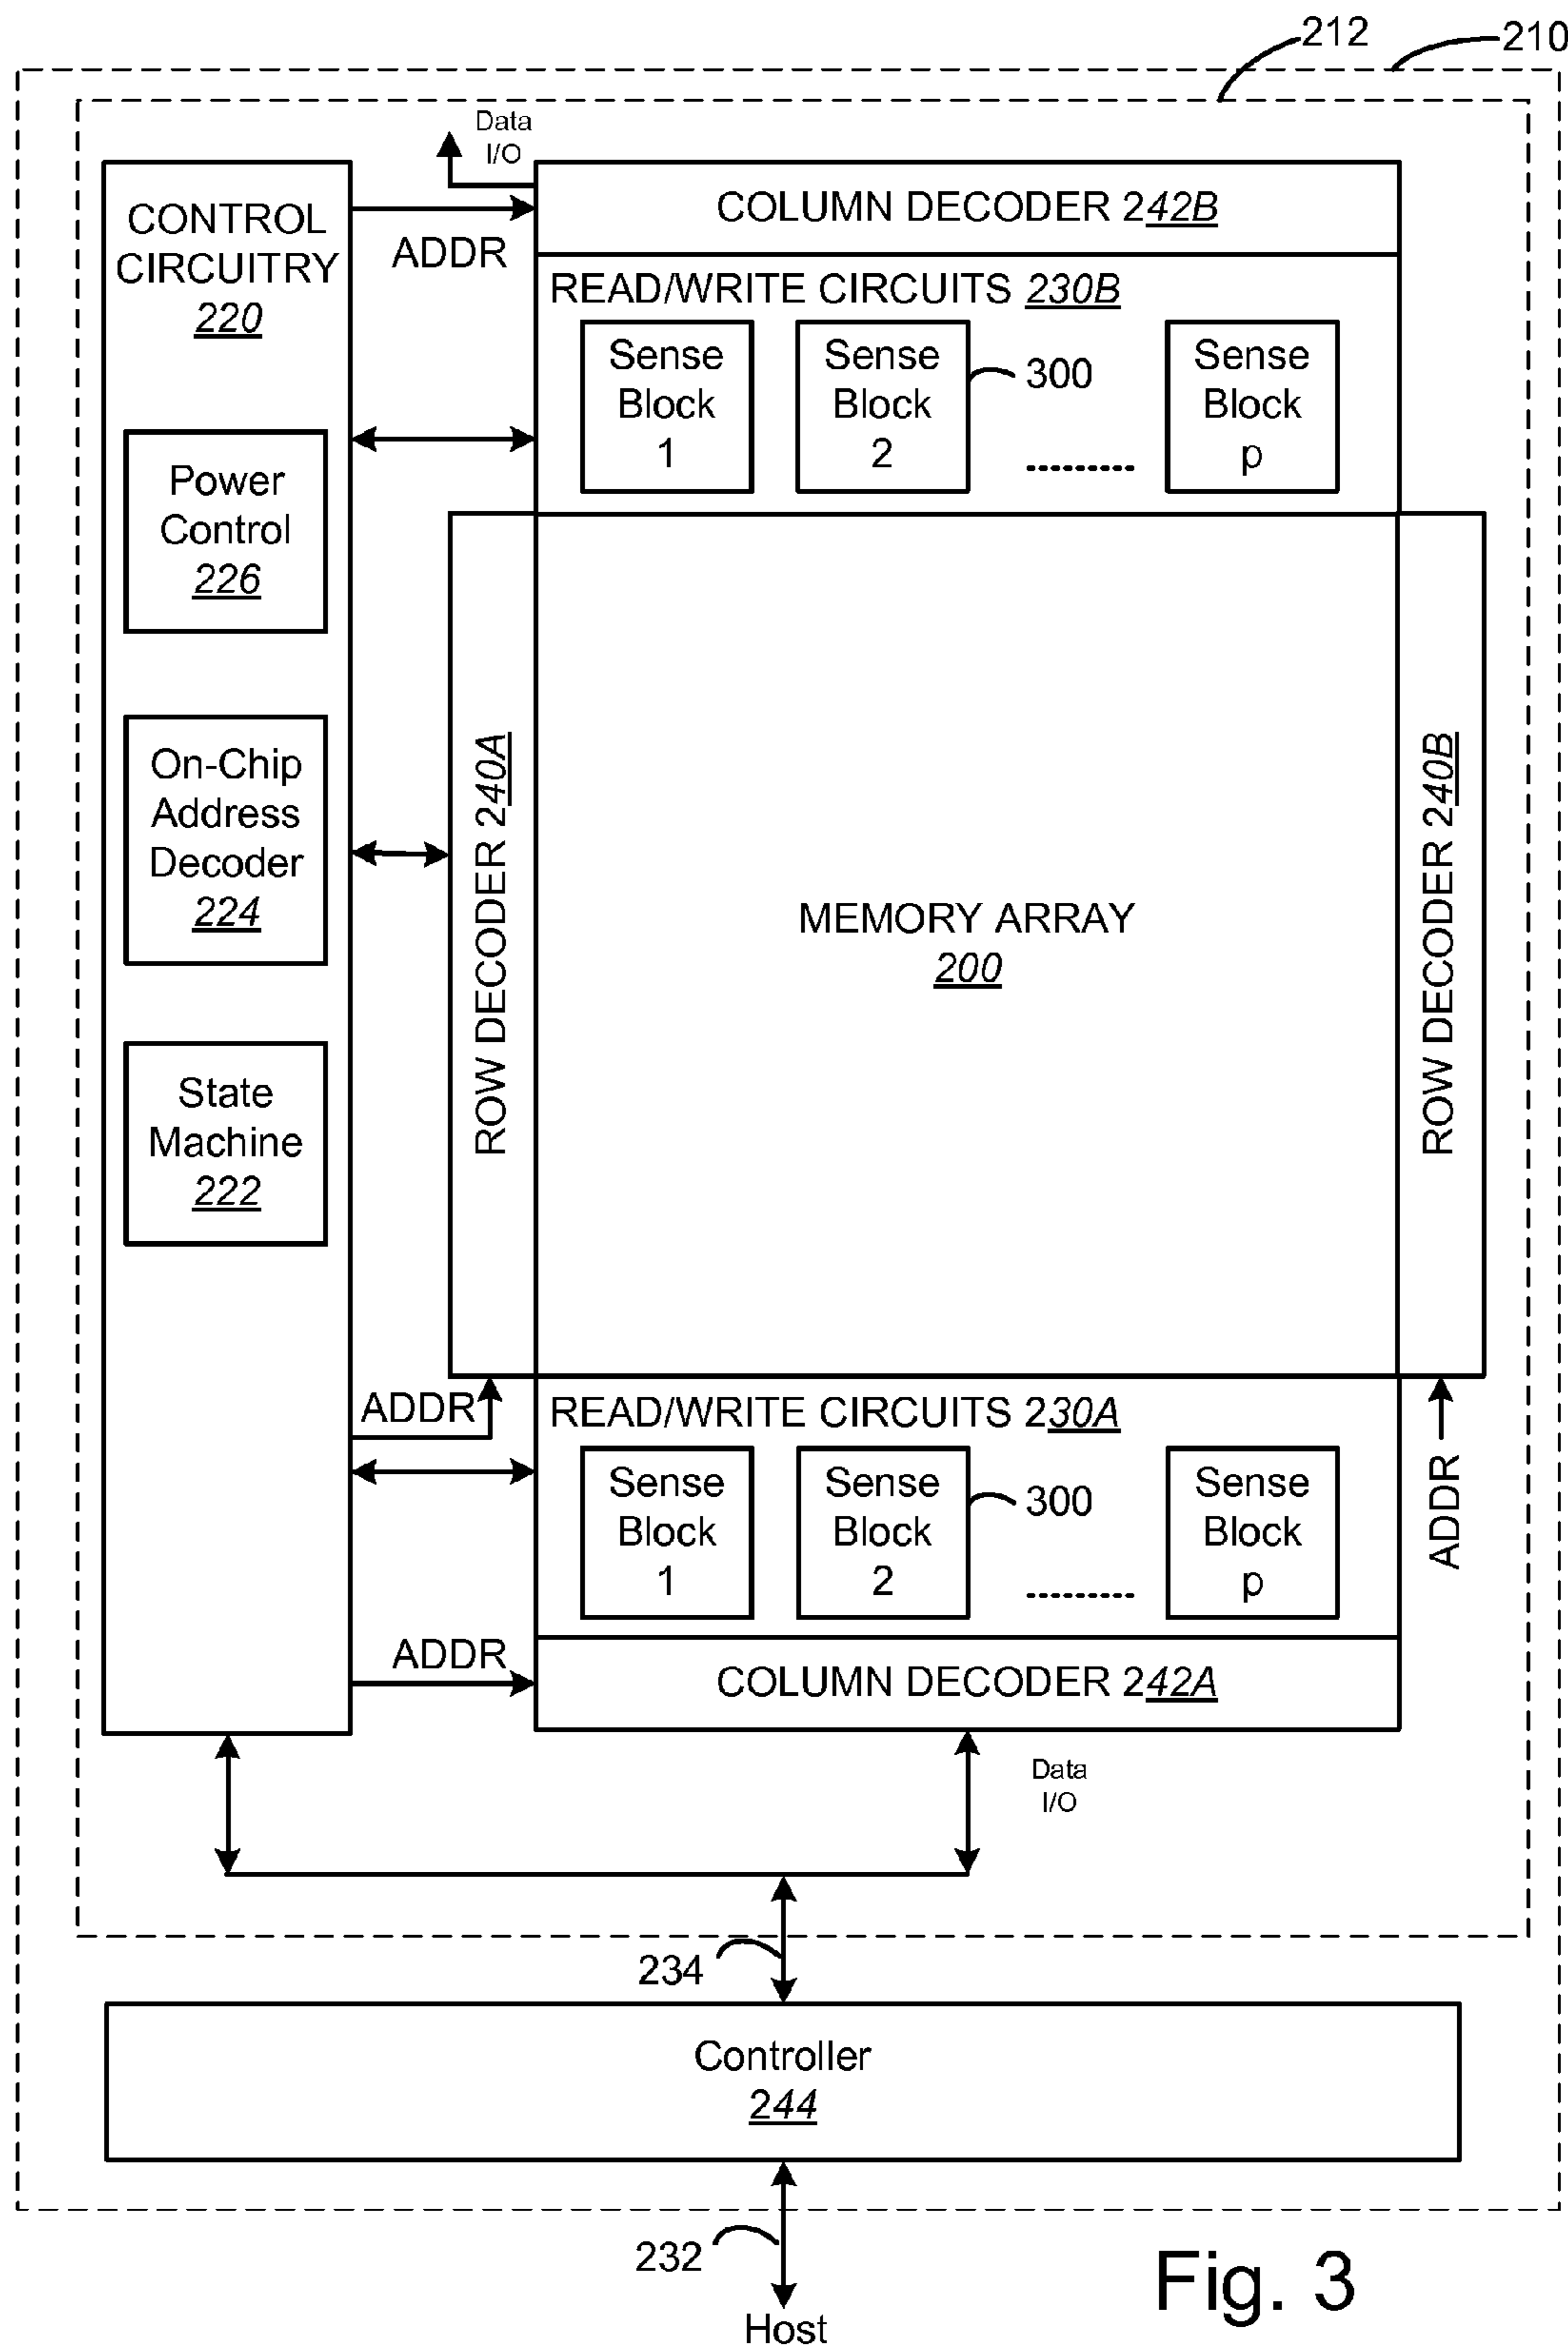 212
210
Data
I/O
CONTROL
CIRCUITRY
220
ADDR
COLUMN DECODER 242B
READ/WRITE CIRCUITS 230B
Sense
Block
1
Sense
Block
2
300
.........
Sense
Block
p
Power
Control
226
On-Chip
Address
Decoder
224
State
Machine
222
ROW DECODER 240A
MEMORY ARRAY
200
ROW DECODER 240B
ADDR
READ/WRITE CIRCUITS 230A
Sense
Block
1
Sense
Block
2
300
.........
Sense
Block
p
ADDR
ADDR
COLUMN DECODER 242A
Data
I/O
234
Controller
244
232
Host
Fig. 3